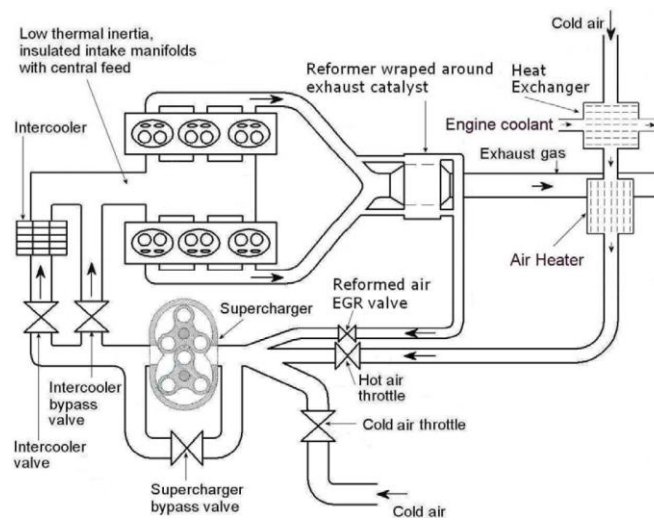 Cold air
Low thermal inertia,
insulated intake manifolds
with central feed
Reformer wraped around
exhaust catalyst
Heat
Exchanger
Intercooler
Engine coolant
Exhaust gas
Air Heater
Reformed air
EGR valve
Supercharger
Hot air
throttle
Intercooler
bypass
valve
Cold air throttle
Intercooler
valve
Supercharger
bypass valve
Cold air